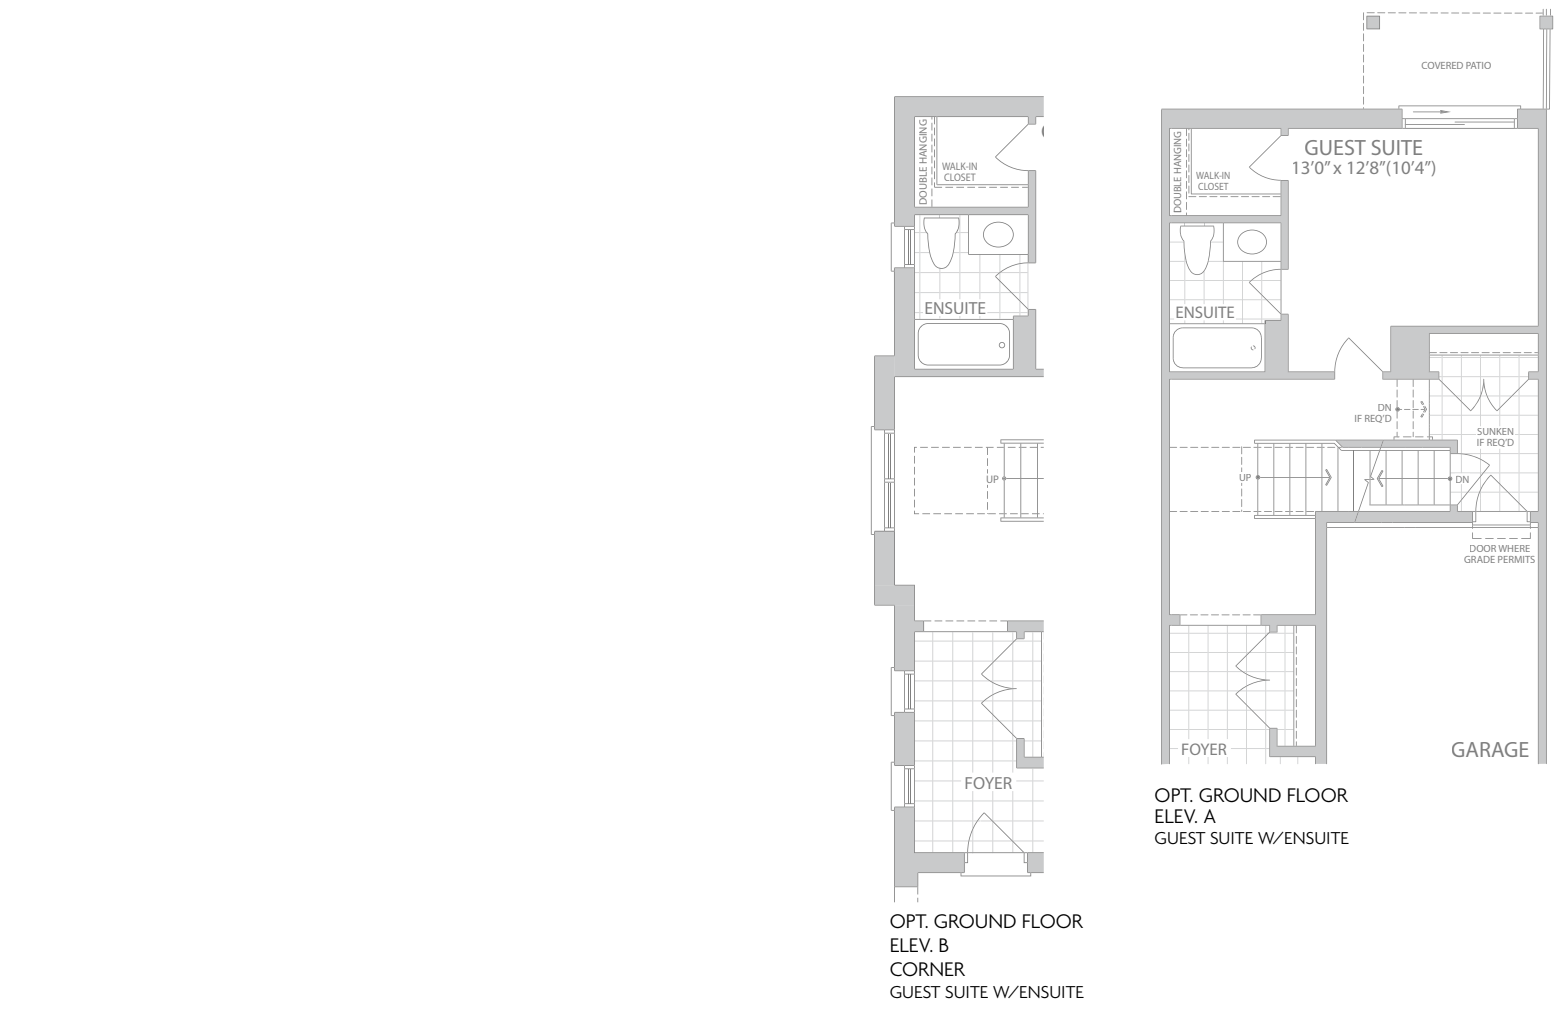 DOUBLE HANGING
WALK-IN
CLOSET
ENSUITE
UP
FOYER
OPT. GROUND FLOOR
ELEV. B
CORNER
GUEST SUITE W/ENSUITE
COVERED PATIO
GUEST SUITE
13'0" x 12'8"(10'4")
DOUBLE HANGING
WALK-IN
CLOSET
ENSUITE
DN
IF REQ'D
SUNKEN
IF REQ'D
UP
DN
DOOR WHERE
GRADE PERMITS
FOYER
GARAGE
OPT. GROUND FLOOR
ELEV. A
GUEST SUITE W/ENSUITE